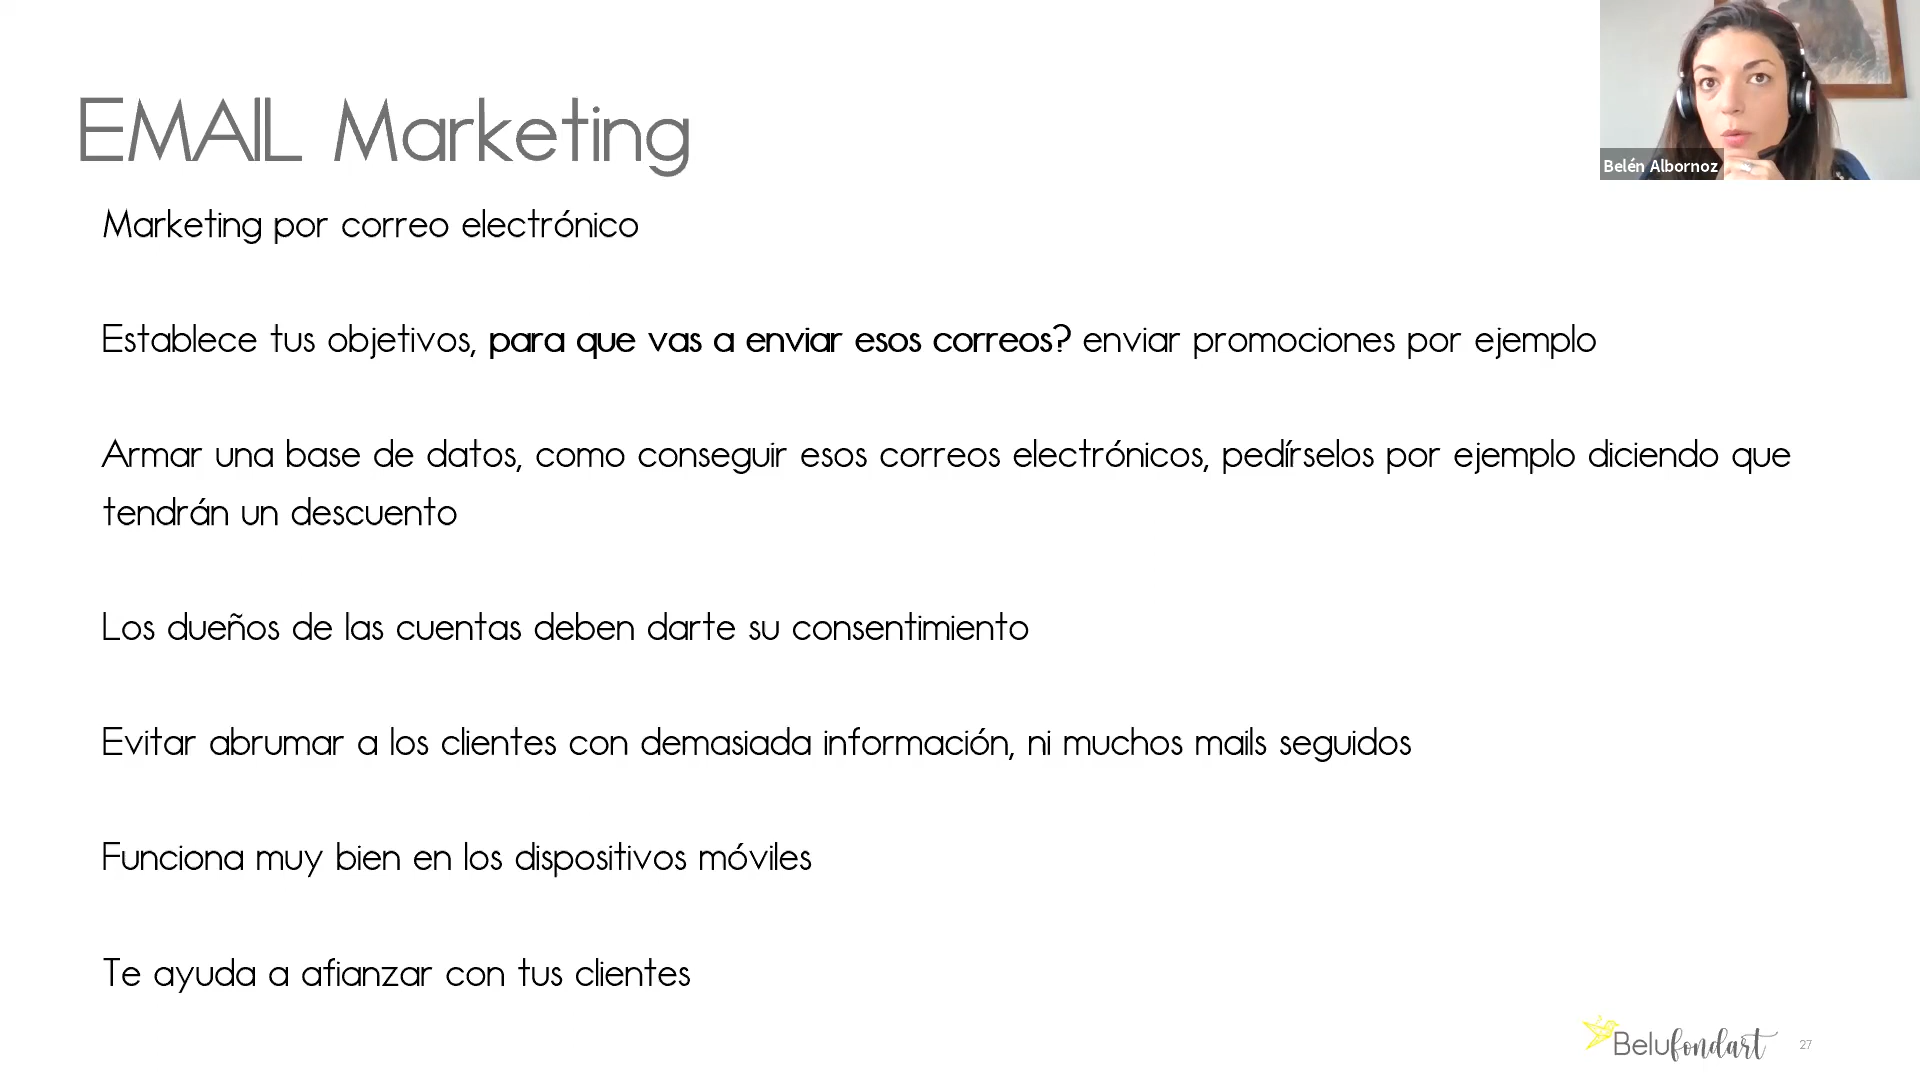 EMAIL Marketing
Belén Albornoz
Marketing por correo electrónico
Establece tus objetivos, para que vas a enviar esos correos? enviar promociones por ejemplo
Armar una base de datos, como conseguir esos correos electrónicos, pedírselos por ejemplo diciendo que
tendrán un descuento
Los dueños de las cuentas deben darte su consentimiento
Evitar abrumar a los clientes con demasiada información, ni muchos mails seguidos
Funciona muy bien en los dispositivos móviles
Te ayuda a afianzar con tus clientes
Belufondart
27